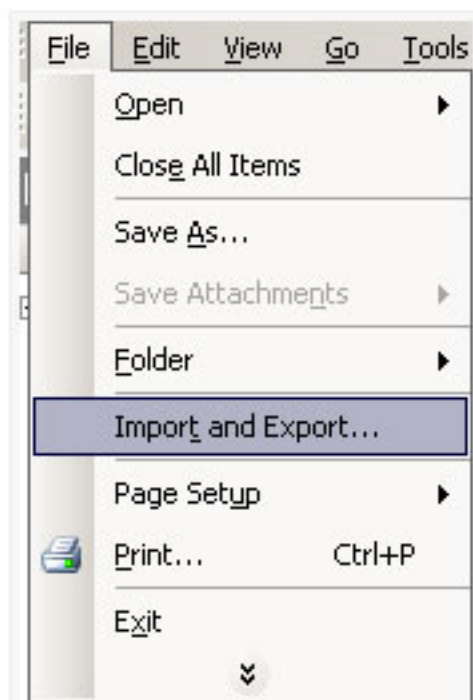 File Edit View Go Tools
Open
Close All Items
Save As...
Save Attachments
Folder
Import and Export...
Page Setup
Print... Ctrl+P
Exit